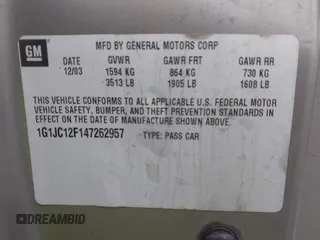 GM
MFD BY GENERAL MOTORS CORP
DATE GVWR GAWR FRT GAWR RR
12/03 1594 KG 864 KG 730 KG
3513 LB 1905 LB 1608 LB
THIS VEHICLE CONFORMS TO ALL APPLICABLE U.S. FEDERAL MOTOR
VEHICLE SAFETY, BUMPER, AND THEFT PREVENTION STANDARDS IN
EFFECT ON THE DATE OF MANUFACTURE SHOWN ABOVE.
1G1JC12F147262957 TYPE: PASS CAR
DREAMBID